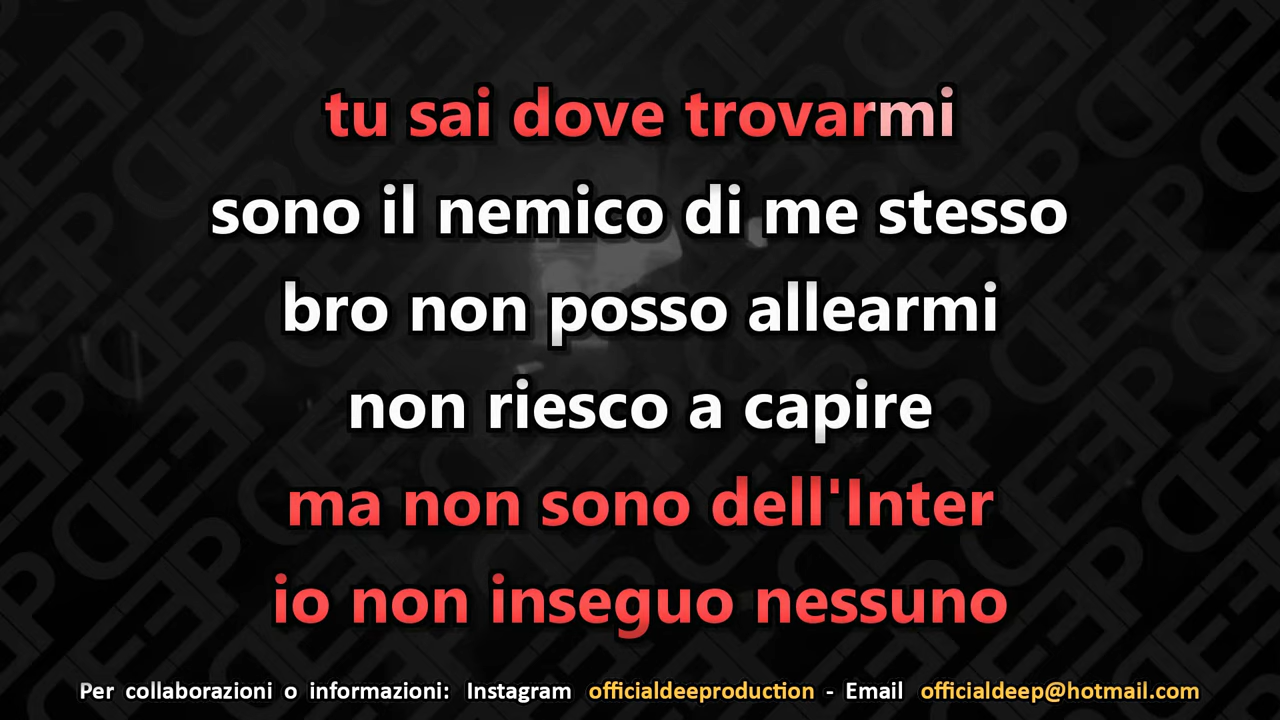 tu sai dove trovarmi
sono il nemico di me stesso
bro non posso allearmi
non riesco a capire
ma non sono dell'Inter
io non inseguo nessuno
Per collaborazioni o informazioni: Instagram officialdeeproduction - Email officialdeep@hotmail.com